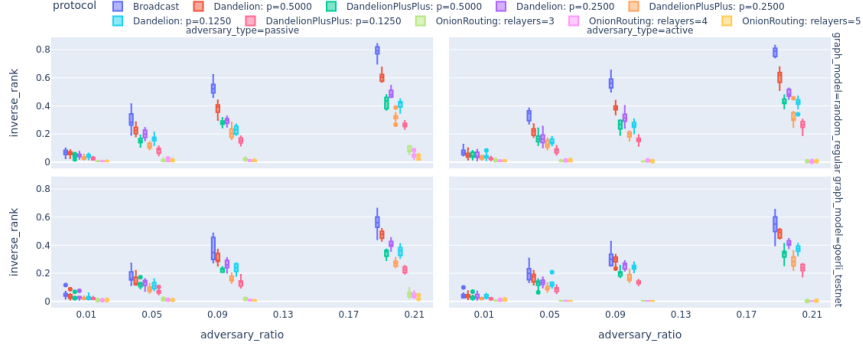 protocol Broadcast Dandelion: p=0.5000 DandelionPlusPlus: p=0.5000 Dandelion: p=0.2500 DandelionPlusPlus: p=0.2500
Dandelion: p=0.1250 DandelionPlusPlus: p=0.1250 OnionRouting: relayers=3 OnionRouting: relayers=4 OnionRouting: relayers=5
adversary_type=passive adversary_type=active
inverse_rank
0.8
0.6
0.4
0.2
0
graph_model=random_regular
inverse_rank
0.8
0.6
0.4
0.2
0
graph_model=goerli_testnet
0.01 0.05 0.09 0.13 0.17 0.21 0.01 0.05 0.09 0.13 0.17 0.21
adversary_ratio adversary_ratio